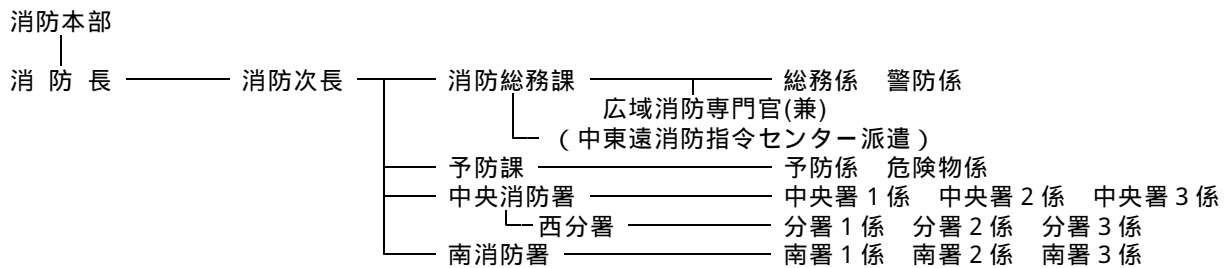 消防本部
消 防 長 消防次長 消防総務課 総務係 警防係
広域消防専門官(兼)
(中東遠消防指令センター派遣)
予防課 予防係 危険物係
中央消防署 中央署1係 中央署2係 中央署3係
西分署 分署1係 分署2係 分署3係
南消防署 南署1係 南署2係 南署3係